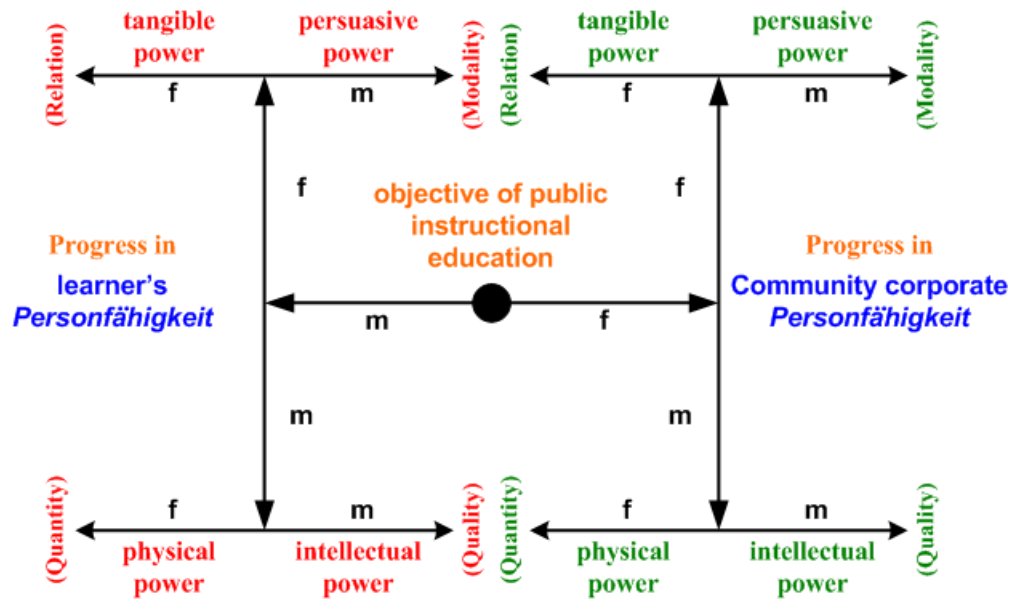 tangible
power
persuasive
power
tangible
power
persuasive
power
(Relation)
(Modality)
(Relation)
(Modality)
f
m
f
m
f
f
objective of public
instructional
education
Progress in
learner's
Personfähigkeit
Progress in
Community corporate
Personfähigkeit
m
f
m
m
(Quantity)
(Quality)
(Quantity)
(Quality)
f
m
f
m
physical
power
intellectual
power
physical
power
intellectual
power